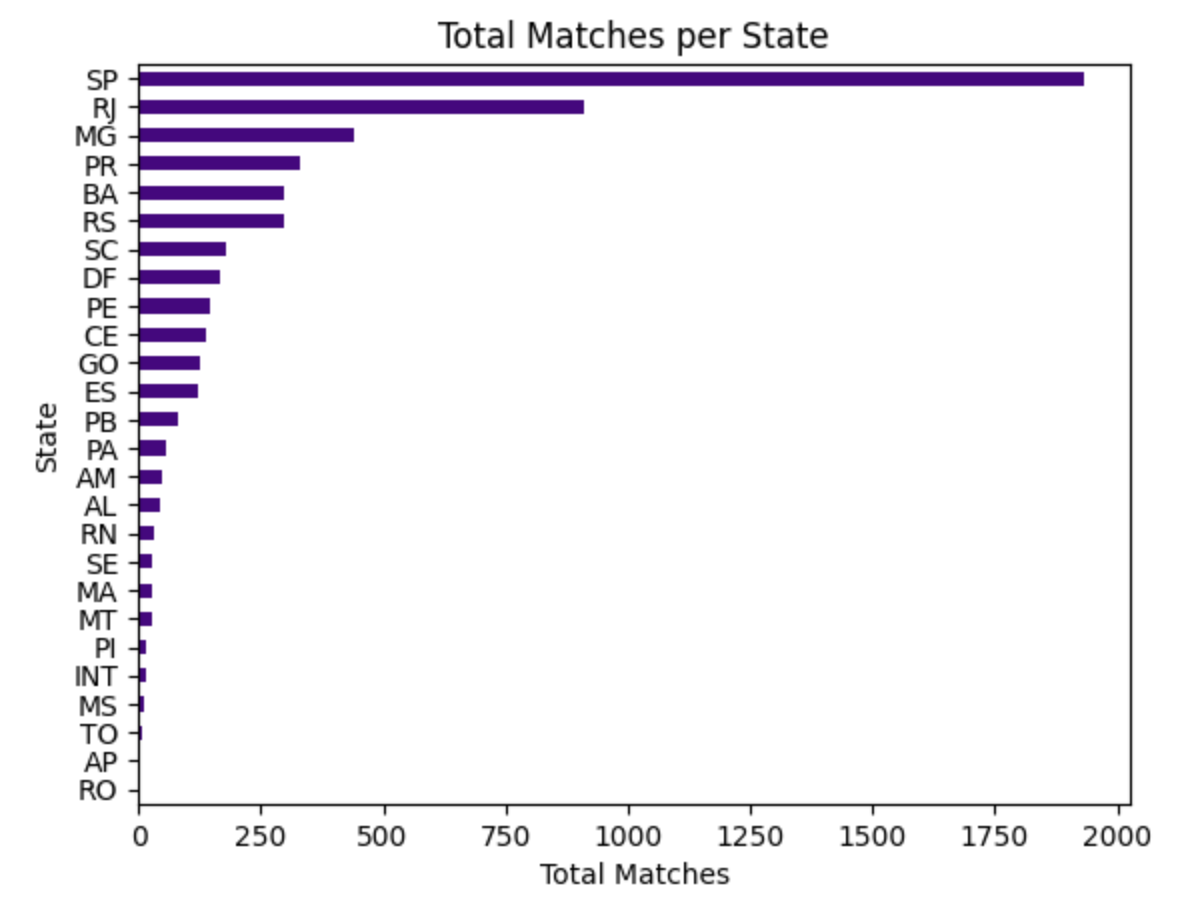 Total Matches per State
SP
RJ
MG
PR
BA
RS
SC
DF
PE
CE
GO
ES
PB
PA
AM
AL
RN
SE
MA
MT
PI
INT
MS
TO
AP
RO
State
0 250 500 750 1000 1250 1500 1750 2000
Total Matches